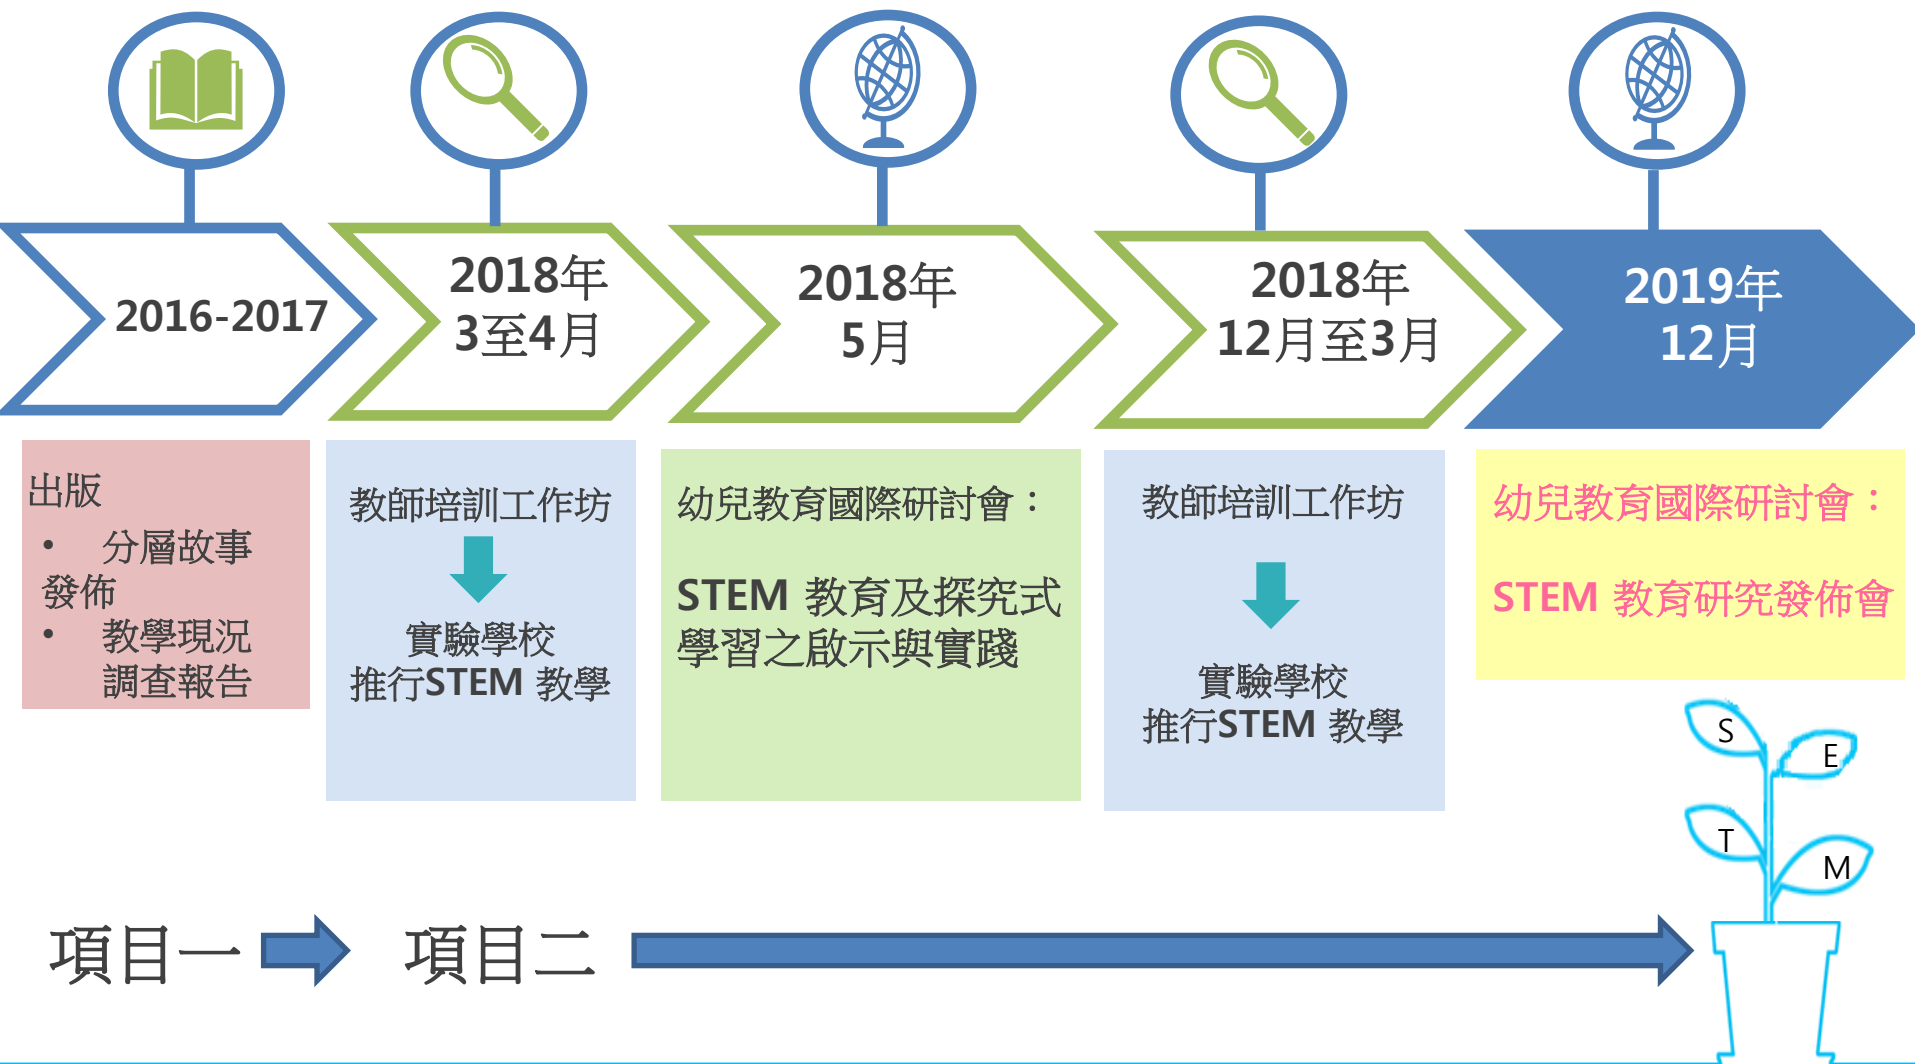 2016-2017
2018年
3至4月
2018年
5月
2018年
12月至3月
2019年
12月
出版
• 分層故事
發佈
• 教學現況
調查報告
教師培訓工作坊
實驗學校
推行STEM 教學
幼兒教育國際研討會：
STEM 教育及探究式
學習之啟示與實踐
教師培訓工作坊
實驗學校
推行STEM 教學
幼兒教育國際研討會：
STEM 教育研究發佈會
S
E
T
M
項目一
項目二